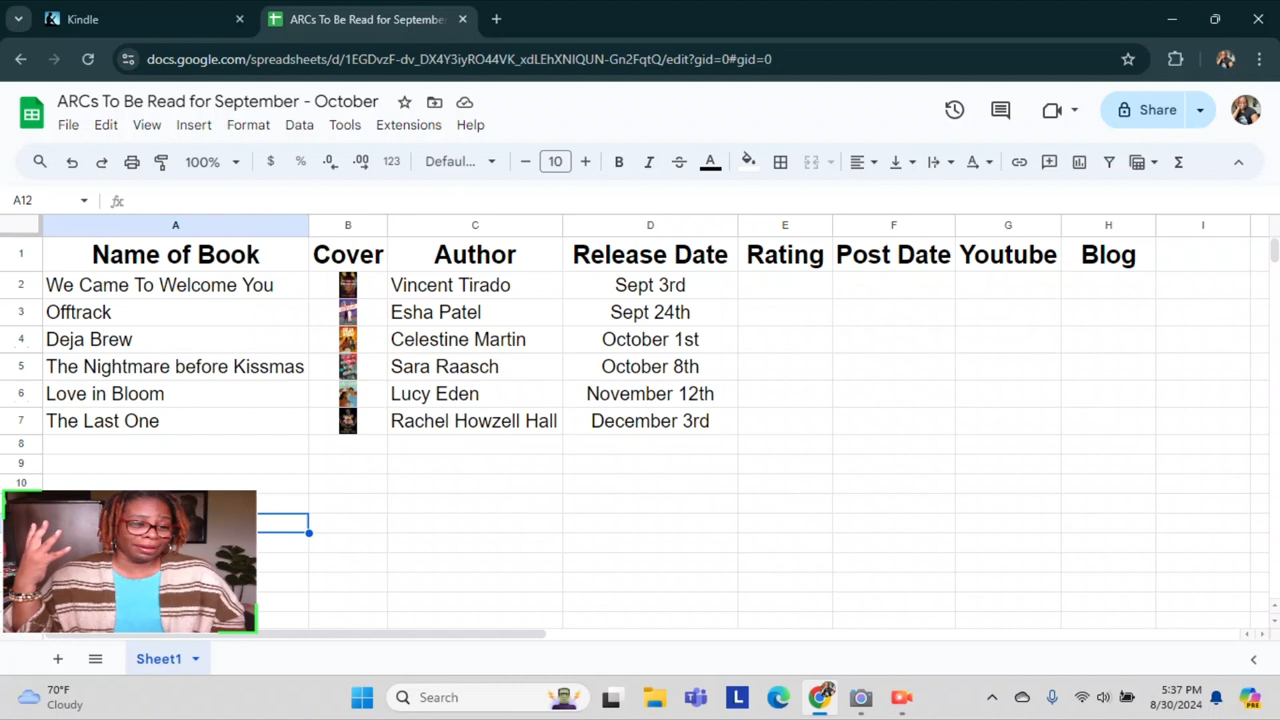 Kindle
ARCs To Be Read for September
docs.google.com/spreadsheets/d/1EGDvzF-dv_DX4Y3iyRO44VK_xdLEhXNIQUN-Gn2FqtQ/edit?gid=0#gid=0
ARCs To Be Read for September - October
Share
File Edit View Insert Format Data Tools Extensions Help
100% $ % .0 .00 123 Defaul... 10 B I S A
A12 fx
A B C D E F G H I
1 Name of Book Cover Author Release Date Rating Post Date Youtube Blog
2 We Came To Welcome You Vincent Tirado Sept 3rd
3 Offtrack Esha Patel Sept 24th
4 Deja Brew Celestine Martin October 1st
5 The Nightmare before Kissmas Sara Raasch October 8th
6 Love in Bloom Lucy Eden November 12th
7 The Last One Rachel Howzell Hall December 3rd
8
9
10
Sheet1
70°F
Cloudy
Search
L
5:37 PM
8/30/2024
PRE